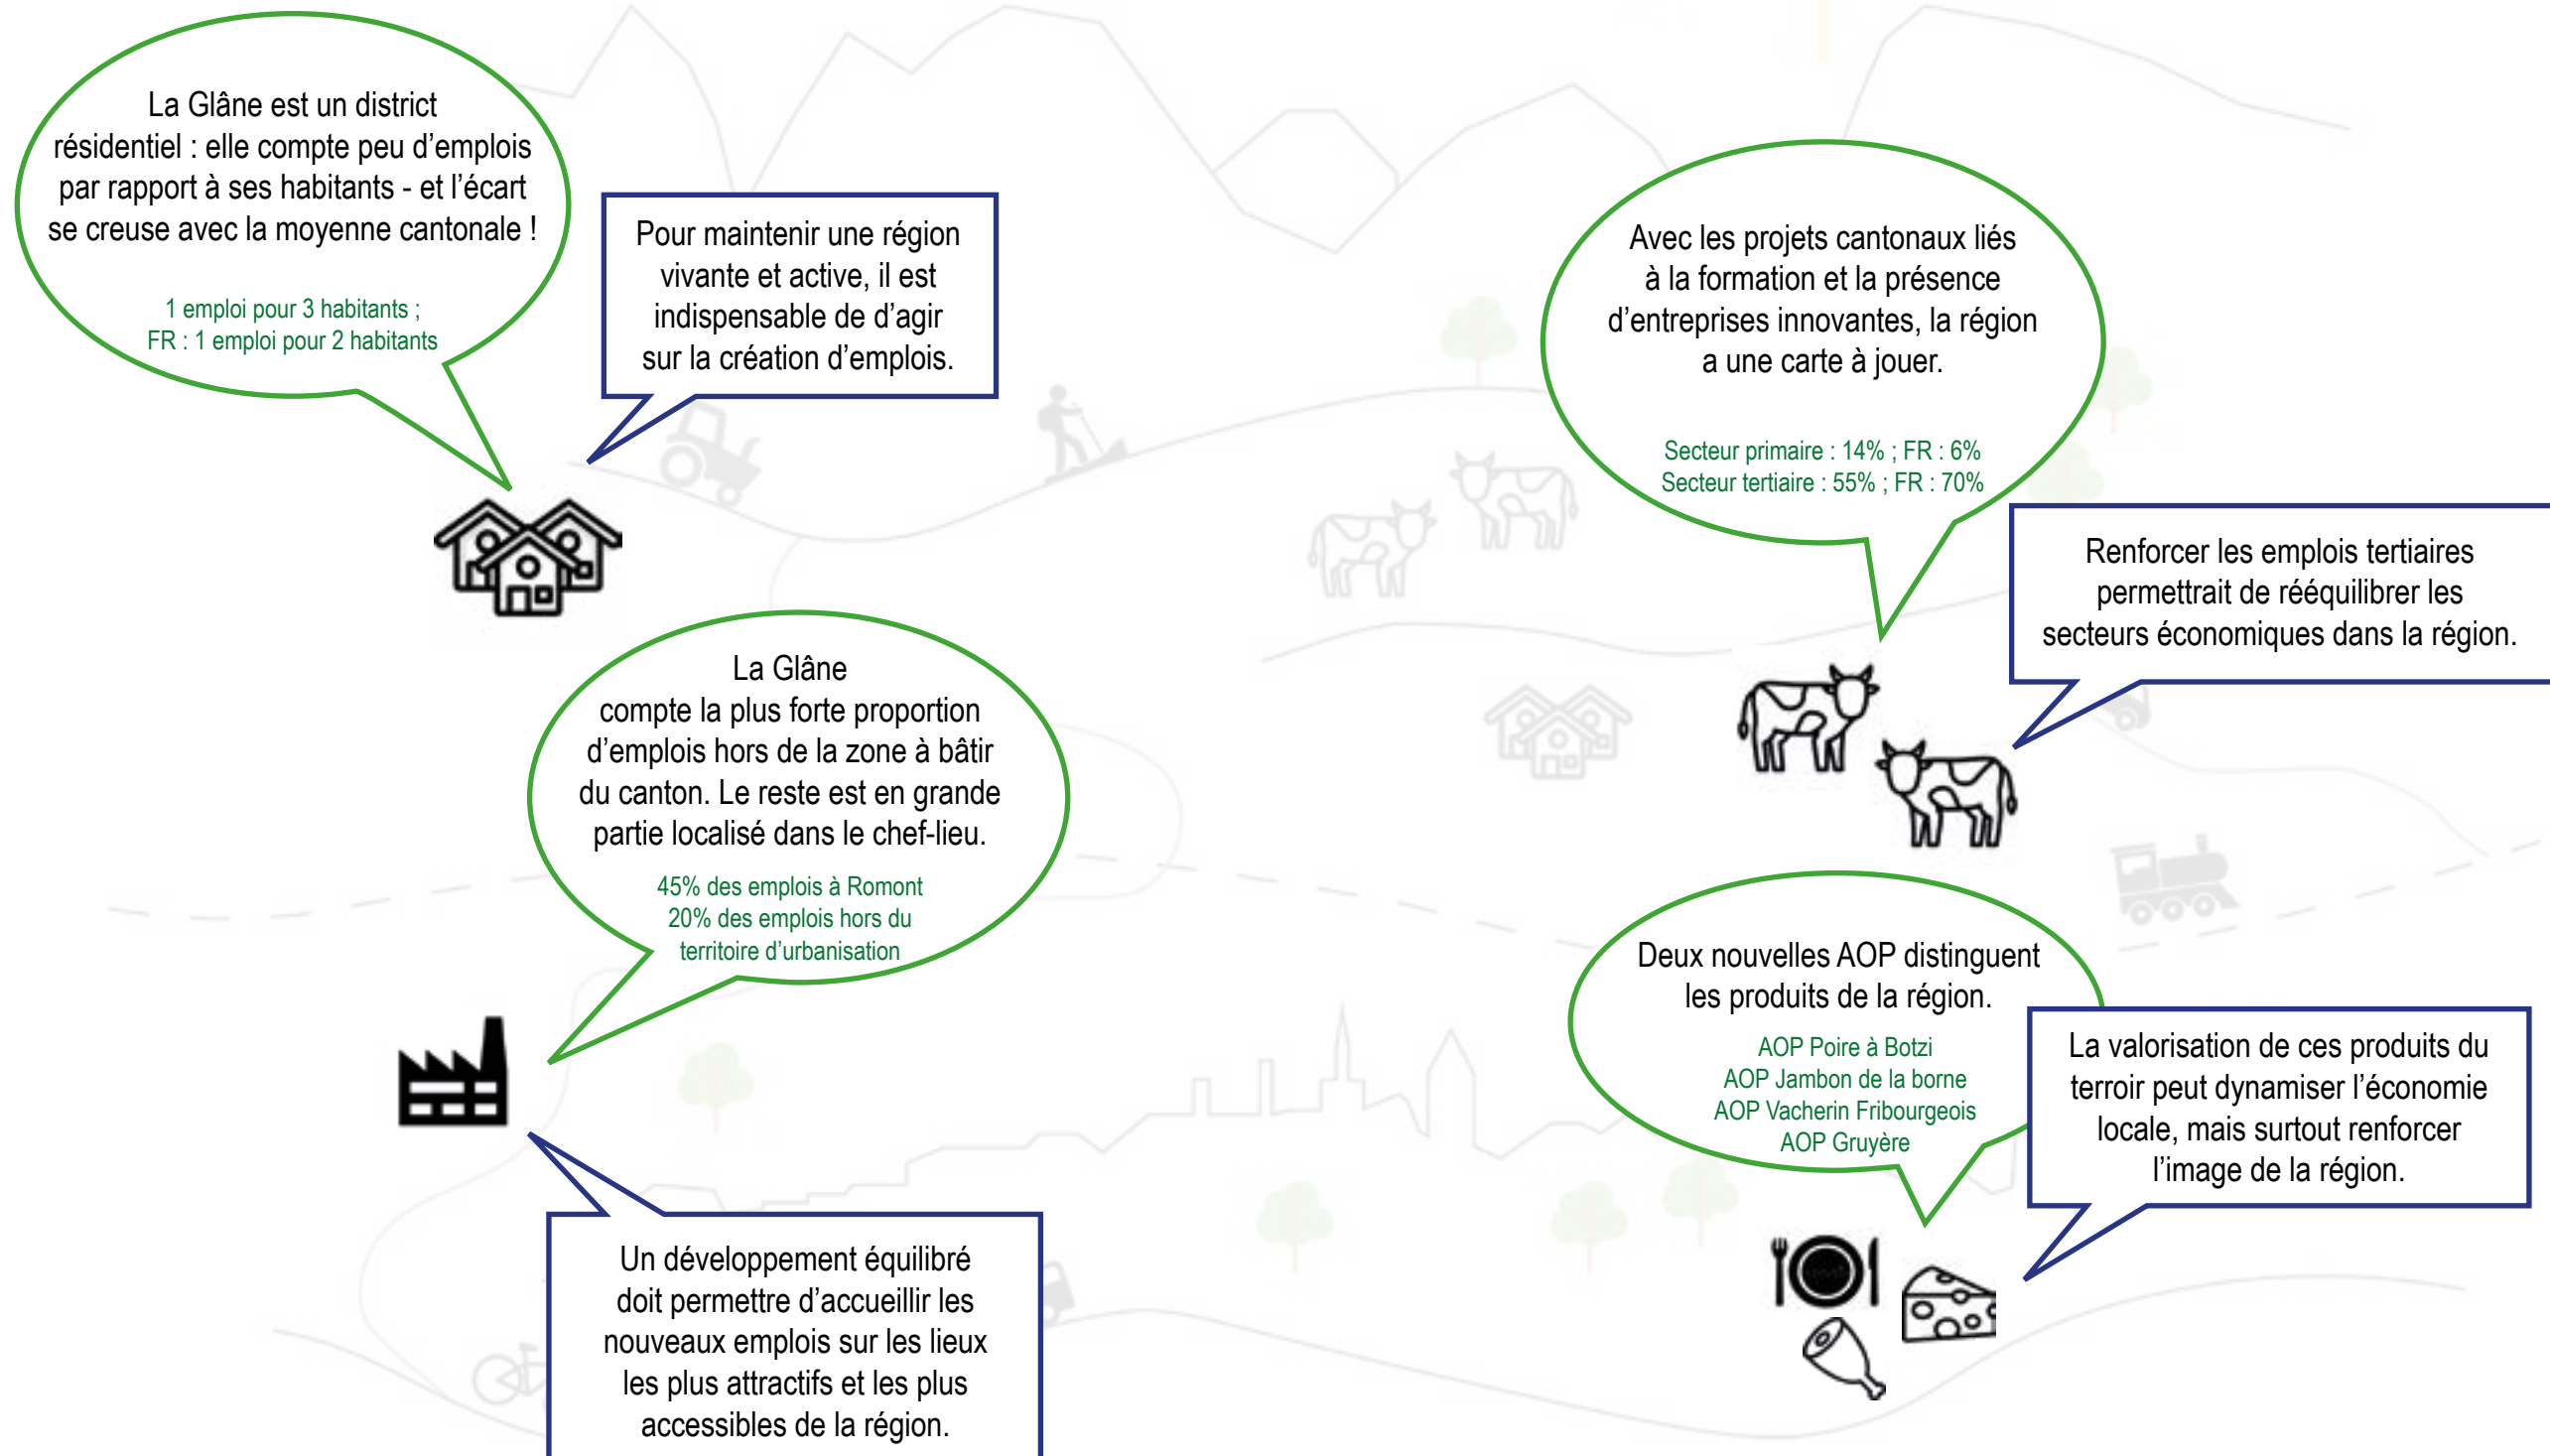 La Glâne est un district
résidentiel : elle compte peu d'emplois
par rapport à ses habitants - et l'écart
se creuse avec la moyenne cantonale !
1 emploi pour 3 habitants ;
FR : 1 emploi pour 2 habitants
Pour maintenir une région
vivante et active, il est
indispensable de d'agir
sur la création d'emplois.
Avec les projets cantonaux liés
à la formation et la présence
d'entreprises innovantes, la région
a une carte à jouer.
Secteur primaire : 14% ; FR : 6%
Secteur tertiaire : 55% ; FR : 70%
Renforcer les emplois tertiaires
permettrait de rééquilibrer les
secteurs économiques dans la région.
La Glâne
compte la plus forte proportion
d'emplois hors de la zone à bâtir
du canton. Le reste est en grande
partie localisé dans le chef-lieu.
45% des emplois à Romont
20% des emplois hors du
territoire d'urbanisation
Deux nouvelles AOP distinguent
les produits de la région.
AOP Poire à Botzi
AOP Jambon de la borne
AOP Vacherin Fribourgeois
AOP Gruyère
La valorisation de ces produits du
terroir peut dynamiser l'économie
locale, mais surtout renforcer
l'image de la région.
Un développement équilibré
doit permettre d'accueillir les
nouveaux emplois sur les lieux
les plus attractifs et les plus
accessibles de la région.